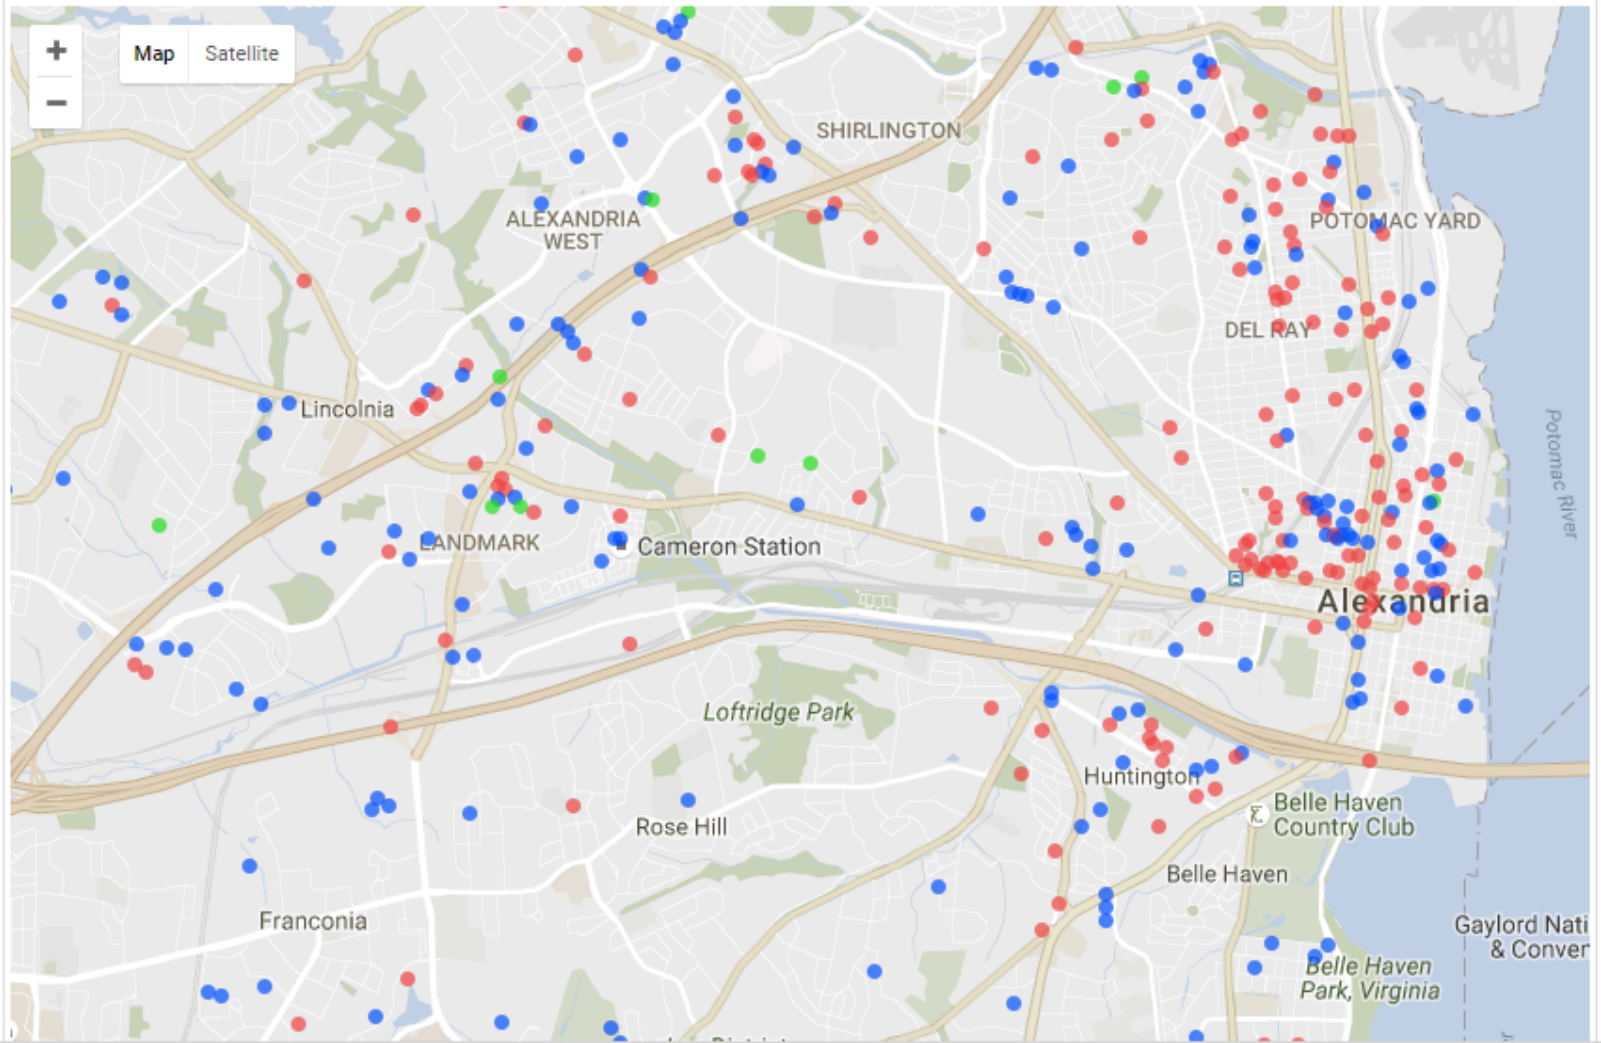 +
Map Satellite
−
SHIRLINGTON
ALEXANDRIA
WEST
POTOMAC YARD
DEL RAY
Lincolnia
Potomac River
LANDMARK
Cameron Station
Alexandria
Loftridge Park
Huntington
Rose Hill
Belle Haven
Country Club
Belle Haven
Franconia
Gaylord Nati
& Conven
Belle Haven
Park, Virginia